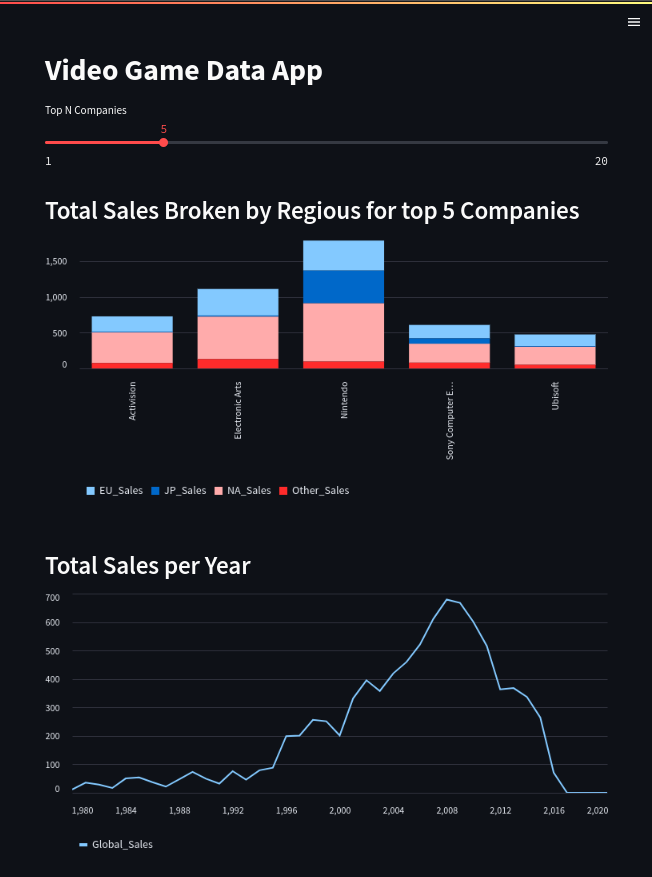 Video Game Data App
Top N Companies
5
1 20
Total Sales Broken by Regious for top 5 Companies
1,500
1,000
500
0
Activision
Electronic Arts
Nintendo
Sony Computer E…
Ubisoft
EU_Sales JP_Sales NA_Sales Other_Sales
Total Sales per Year
700
600
500
400
300
200
100
0
1,980 1,984 1,988 1,992 1,996 2,000 2,004 2,008 2,012 2,016 2,020
Global_Sales